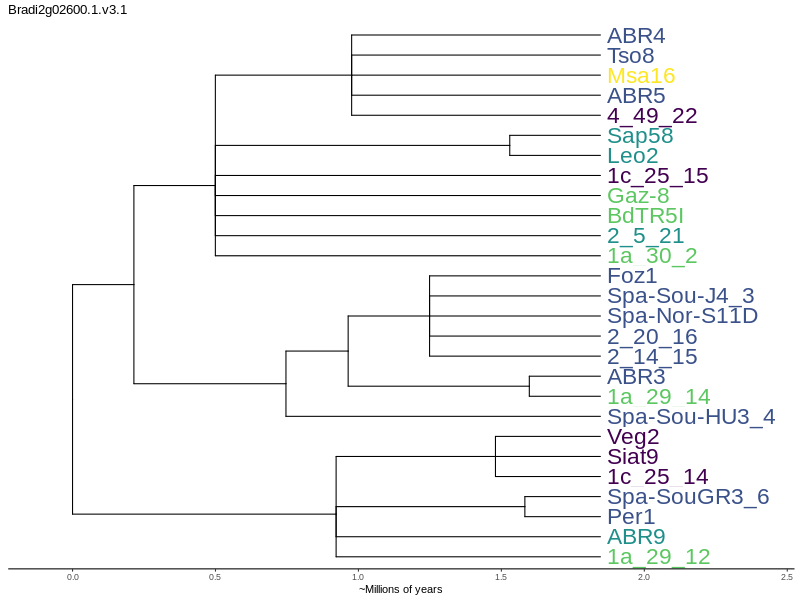 Bradi2g02600.1.v3.1
ABR4
Tso8
Msa16
ABR5
4_49_22
Sap58
Leo2
1c_25_15
Gaz-8
BdTR5I
2_5_21
1a_30_2
Foz1
Spa-Sou-J4_3
Spa-Nor-S11D
2_20_16
2_14_15
ABR3
1a_29_14
Spa-Sou-HU3_4
Veg2
Siat9
1c_25_14
Spa-SouGR3_6
Per1
ABR9
1a_29_12
0.0 0.5 1.0 1.5 2.0 2.5
~Millions of years